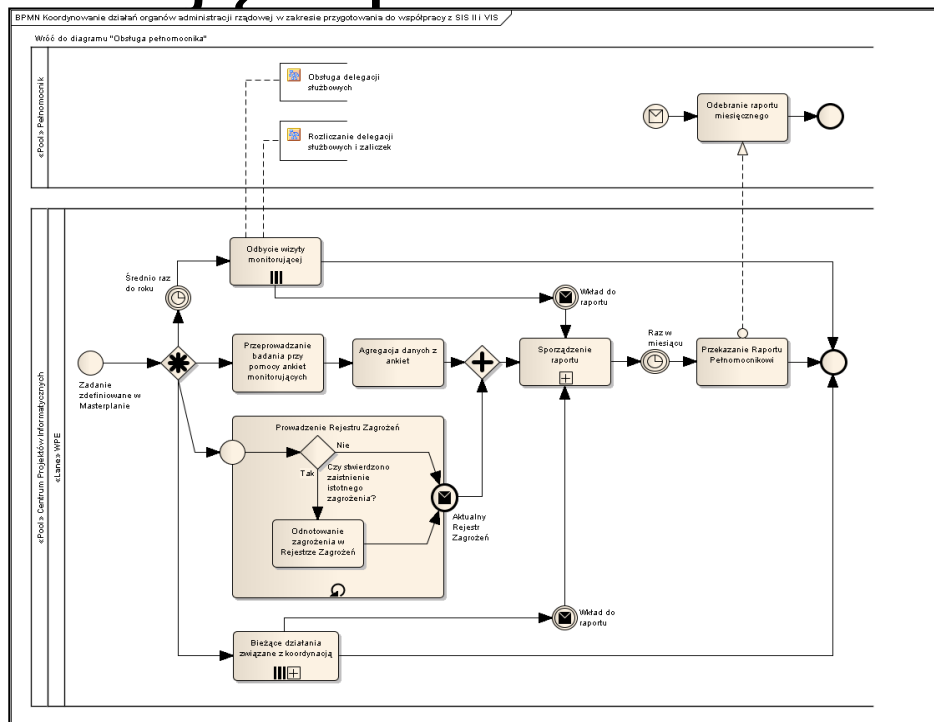 BPMN Koordynowanie działań organów administracji rządowej w zakresie przygotowania do współpracy z SIS II i VIS
Wróć do diagramu "Obsługa pełnomocnika"
«Pool» Pełnomocnik
Obsługa delegacji
służbowych
Rozliczanie delegacji
służbowych i zaliczek
Odebranie raportu
miesięcznego
«Pool» Centrum Projektów Informatycznych
«Lane» WPE
Odbycie wizyty
monitorującej
Średnio raz
do roku
Wkład do
raportu
Zadanie
zdefiniowane w
Masterplanie
Przeprowadzanie
badania przy
pomocy ankiet
monitorujących
Agregacja danych z
ankiet
Sporządzenie
raportu
Raz w
miesiącu
Przekazanie Raportu
Pełnomocnikowi
Prowadzenie Rejestru Zagrożeń
Nie
Tak
Czy stwierdzono
zaistnienie
istotnego
zagrożenia?
Odnotowanie
zagrożenia w
Rejestrze Zagrożeń
Aktualny
Rejestr
Zagrożeń
Wkład do
raportu
Bieżące działania
związane z koordynacją